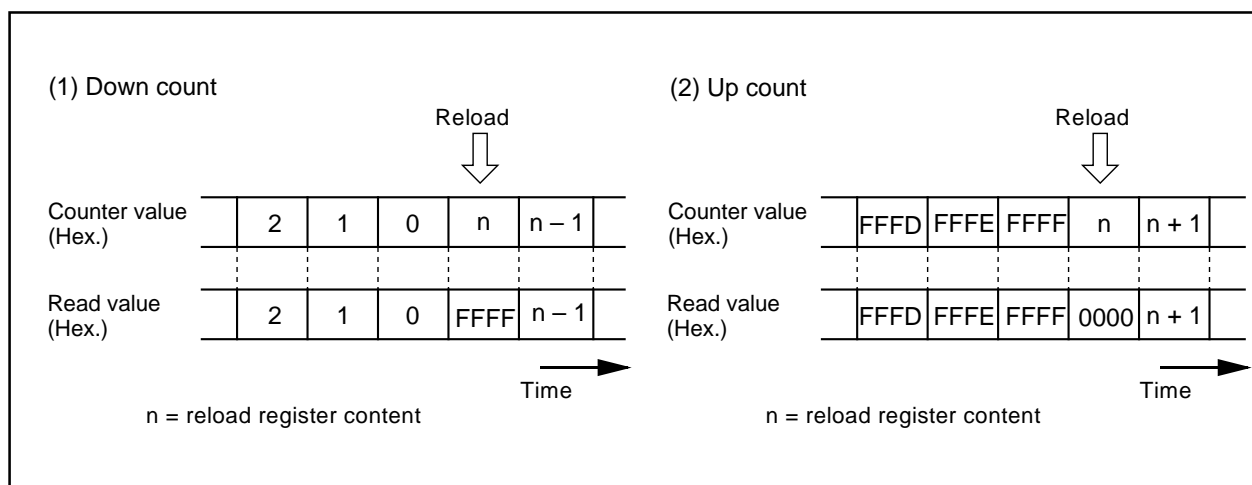 (1) Down count
Reload
Counter value
(Hex.)
2 1 0 n n – 1
Read value
(Hex.)
2 1 0 FFFF n – 1
Time
n = reload register content
(2) Up count
Reload
Counter value
(Hex.)
FFFD FFFE FFFF n n + 1
Read value
(Hex.)
FFFD FFFE FFFF 0000 n + 1
Time
n = reload register content